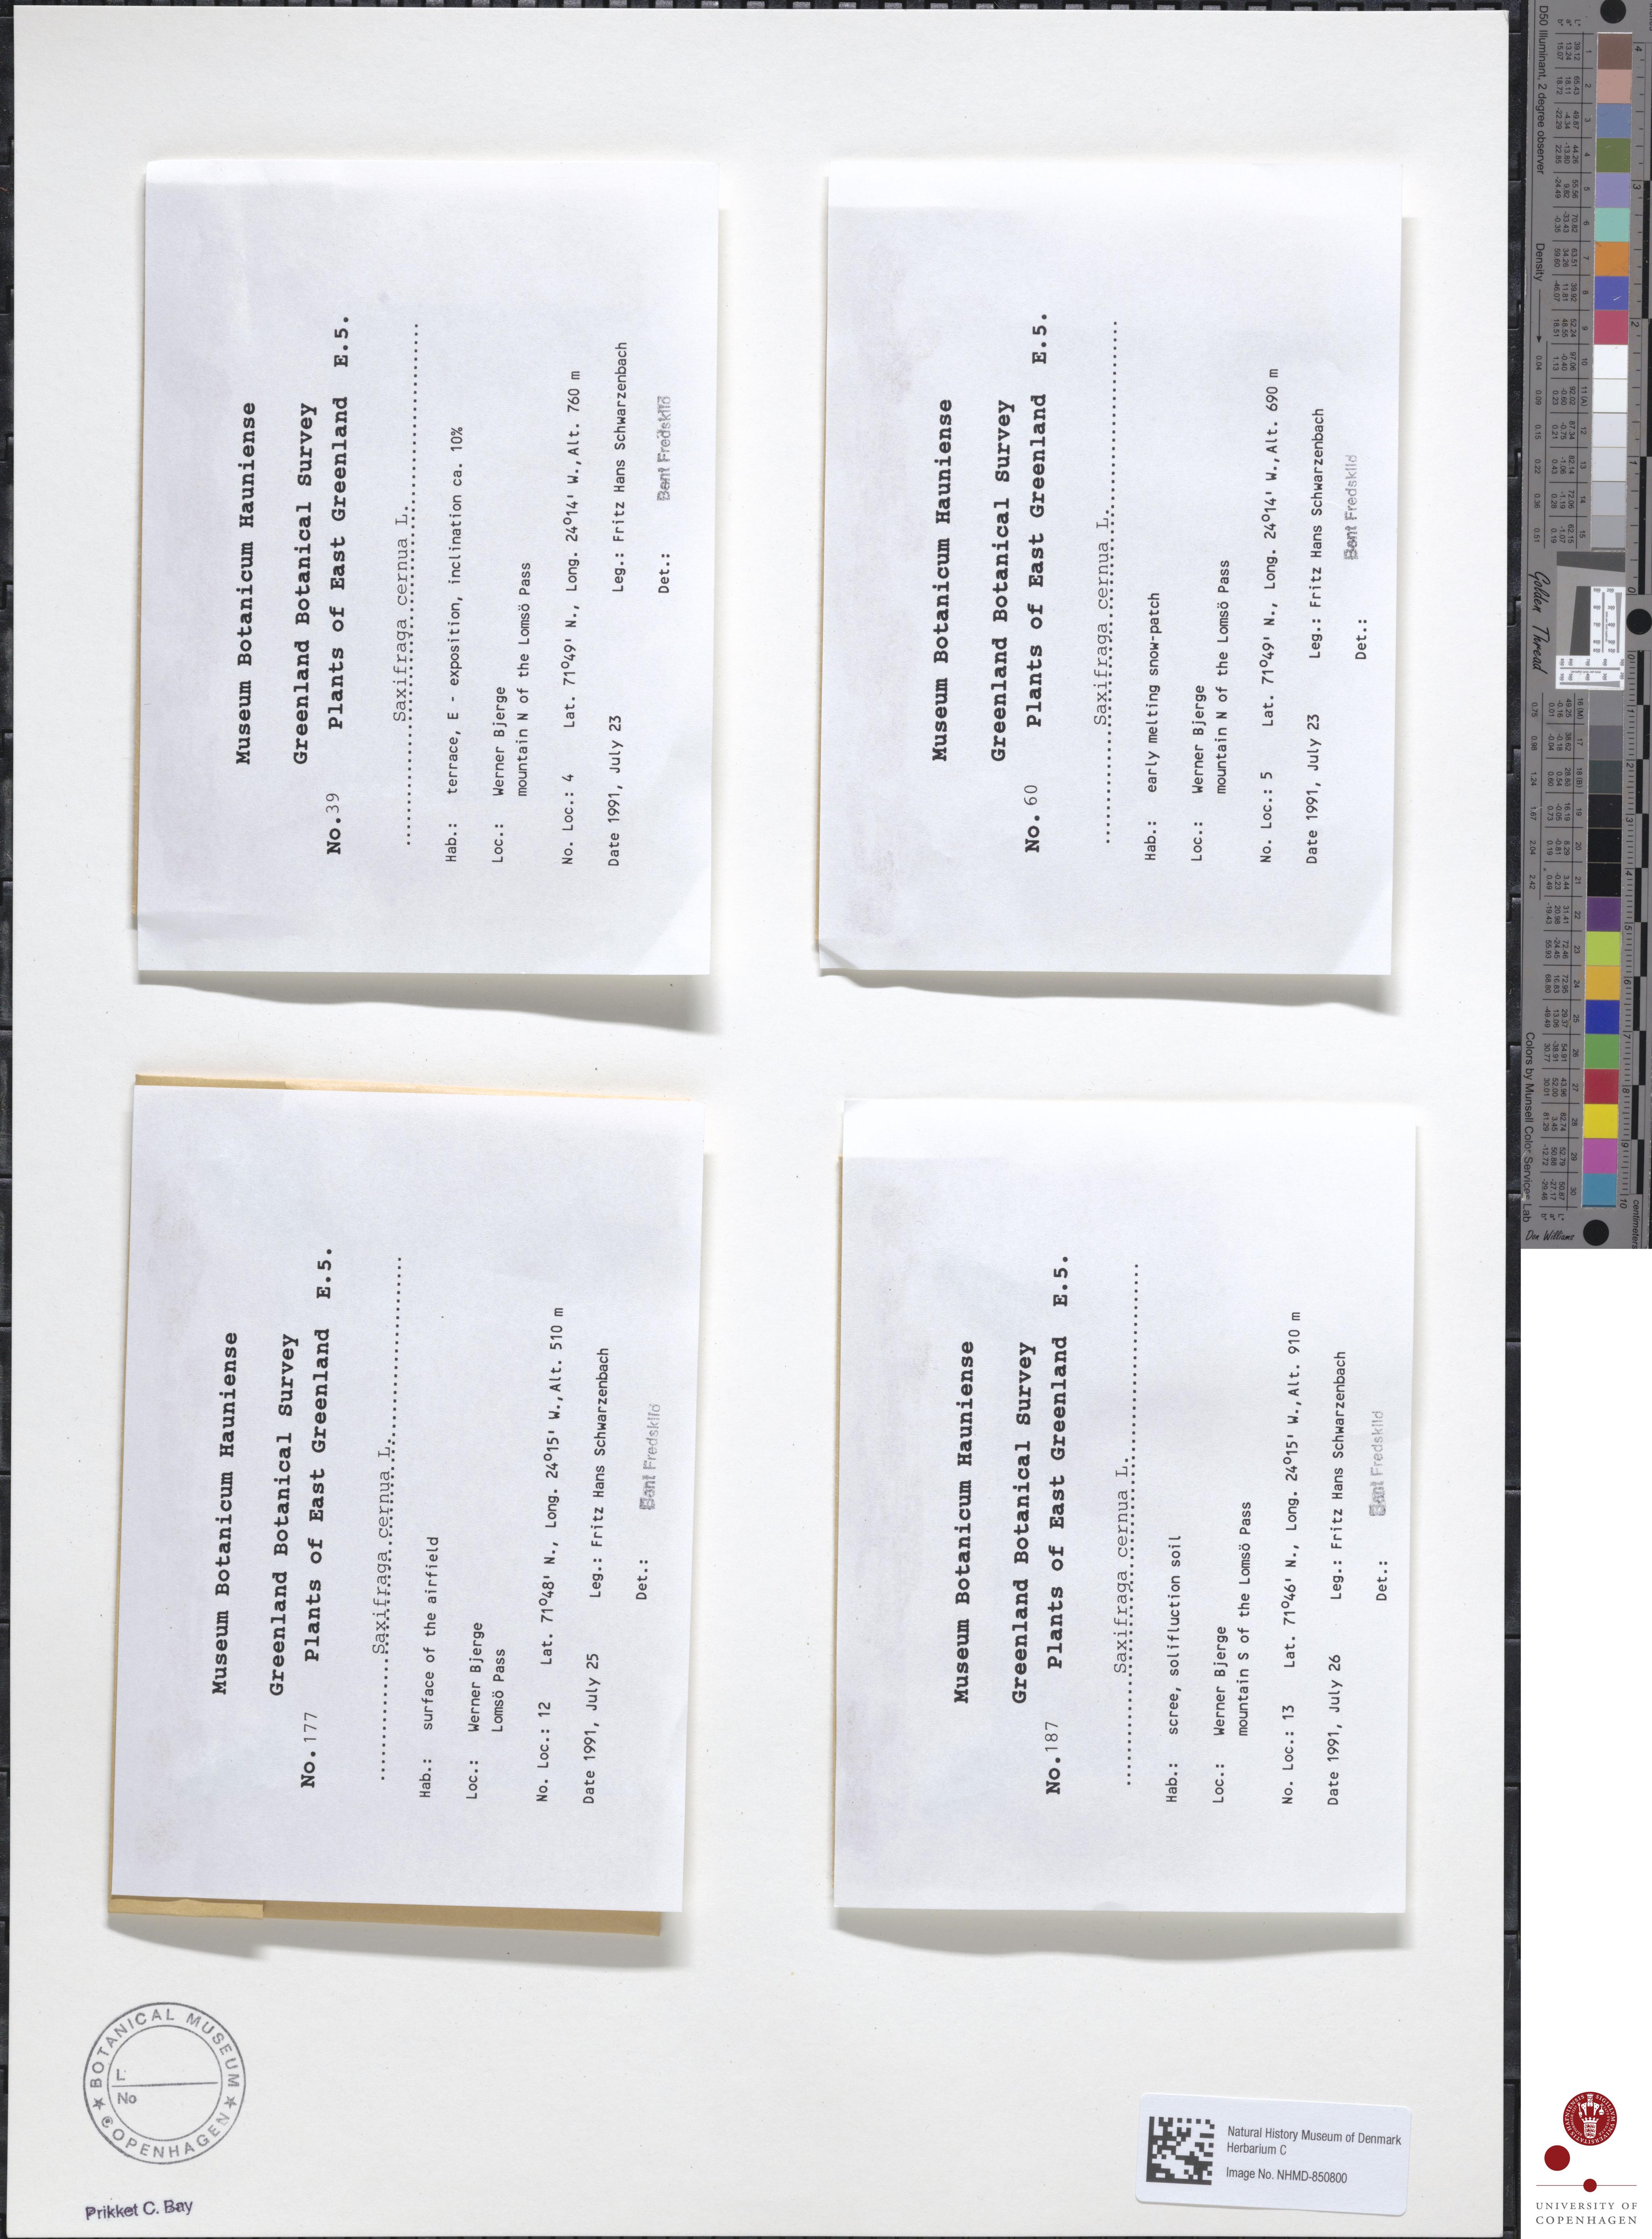 Museum Botanicum Hauniense
Greenland Botanical Survey
No. 39 Plants of East Greenland E.5.
Saxifraga cernua L.
Hab.: terrace, E - exposition, inclination ca. 10%
Loc.: Werner Bjerge
mountain N of the Lomsö Pass
No. Loc.: 4 Lat. 71°49' N., Long. 24°14' W., Alt. 760 m
Date 1991, July 23 Leg.: Fritz Hans Schwarzenbach
Det.: Bent Fredskild
Museum Botanicum Hauniense
Greenland Botanical Survey
No. 60 Plants of East Greenland E.5.
Saxifraga cernua L.
Hab.: early melting snow-patch
Loc.: Werner Bjerge
mountain N of the Lomsö Pass
No. Loc.: 5 Lat. 71°49' N., Long. 24°14' W., Alt. 690 m
Date 1991, July 23 Leg.: Fritz Hans Schwarzenbach
Det.: Bent Fredskild
Museum Botanicum Hauniense
Greenland Botanical Survey
No. 177 Plants of East Greenland E.5.
Saxifraga cernua L.
Hab.: surface of the airfield
Loc.: Werner Bjerge
Lomsö Pass
No. Loc.: 12 Lat. 71°48' N., Long. 24°15' W., Alt. 510 m
Date 1991, July 25 Leg.: Fritz Hans Schwarzenbach
Det.: Bent Fredskild
Museum Botanicum Hauniense
Greenland Botanical Survey
No. 187 Plants of East Greenland E.5.
Saxifraga cernua L.
Hab.: scree, solifluction soil
Loc.: Werner Bjerge
mountain S of the Lomsö Pass
No. Loc.: 13 Lat. 71°46' N., Long. 24°15' W., Alt. 910 m
Date 1991, July 26 Leg.: Fritz Hans Schwarzenbach
Det.: Bent Fredskild
BOTANICAL MUSEUM
L
No
COPENHAGEN
Prikket C. Bay
Natural History Museum of Denmark
Herbarium C
Image No. NHMD-850800
D50 Illuminant, 2 degree observer
Density
Golden Thread
Colors by Munsell Color Services Lab
centimeters
Don Williams
UNIVERSITY OF
COPENHAGEN